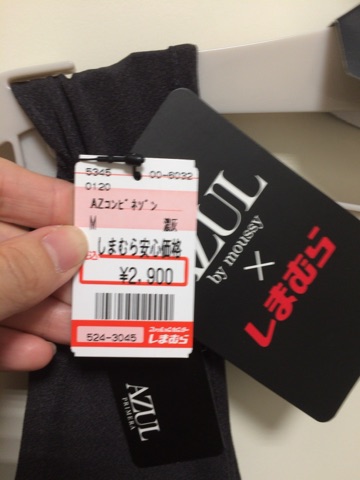 5345 00-6032
0120
AZコンビネゾン
M 濃灰
しまむら安心価格
¥2,900
524-3045
ファッションセンター
しまむら
AZUL
by moussy
×
しまむら
AZUL
PRIMERA